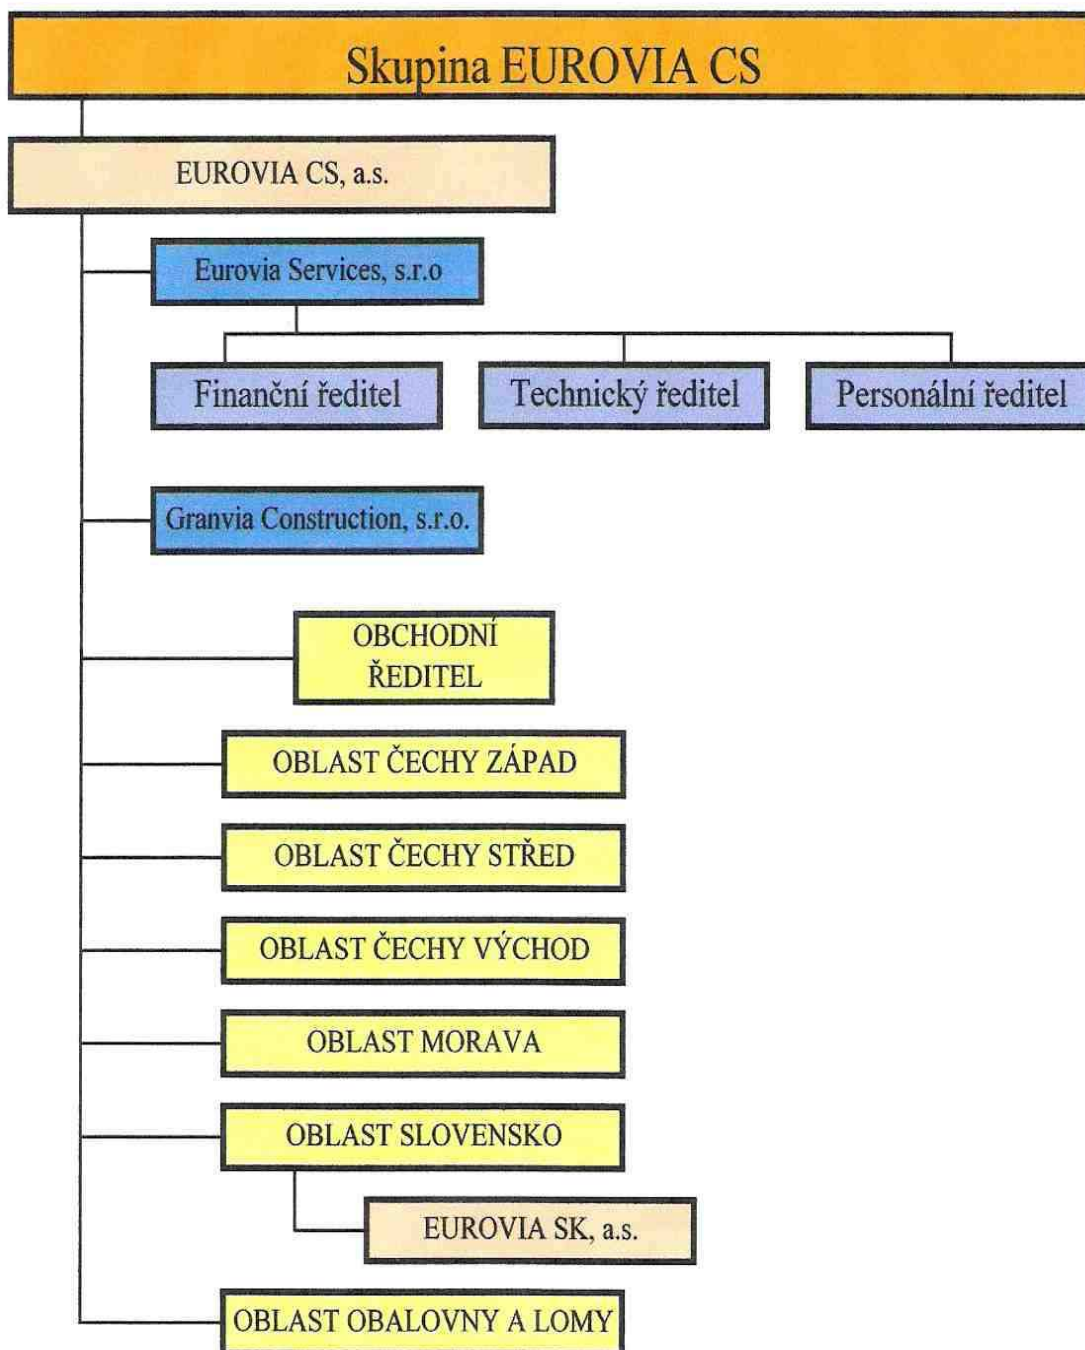 Skupina EUROVIA CS
EUROVIA CS, a.s.
Eurovia Services, s.r.o
Finanční ředitel
Technický ředitel
Personální ředitel
Granvia Construction, s.r.o.
OBCHODNÍ
ŘEDITEL
OBLAST ČECHY ZÁPAD
OBLAST ČECHY STŘED
OBLAST ČECHY VÝCHOD
OBLAST MORAVA
OBLAST SLOVENSKO
EUROVIA SK, a.s.
OBLAST OBALOVNY A LOMY